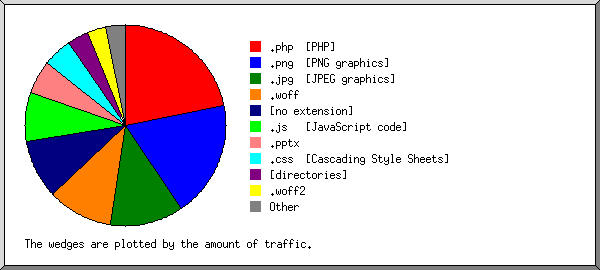 .php  [PHP]
.png  [PNG graphics]
.jpg  [JPEG graphics]
.woff
[no extension]
.js   [JavaScript code]
.pptx
.css  [Cascading Style Sheets]
[directories]
.woff2
Other
The wedges are plotted by the amount of traffic.